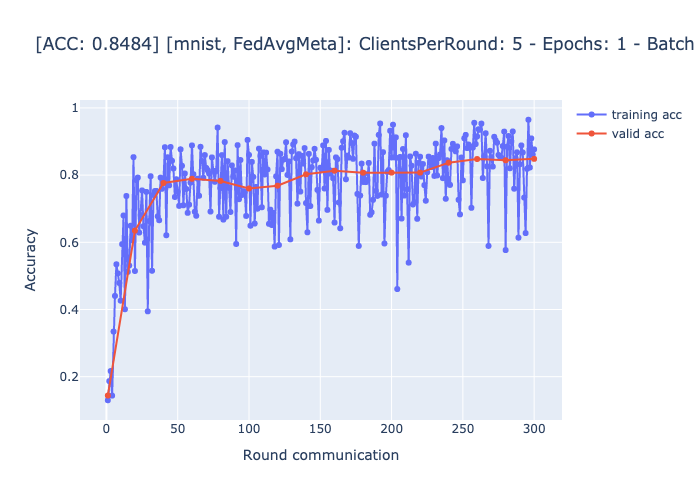 [ACC: 0.8484] [mnist, FedAvgMeta]: ClientsPerRound: 5 - Epochs: 1 - Batch
training acc
valid acc
1
0.8
0.6
0.4
0.2
Accuracy
0 50 100 150 200 250 300
Round communication